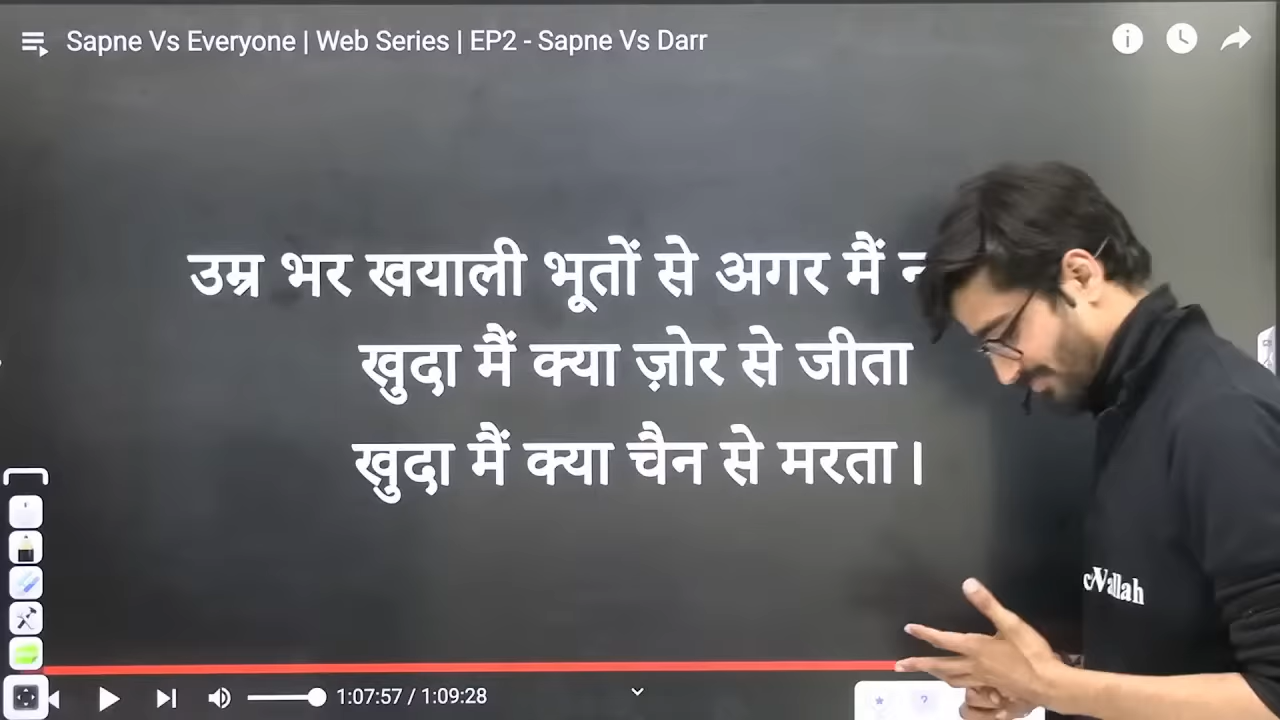 Sapne Vs Everyone | Web Series | EP2 - Sapne Vs Darr
उम्र भर खयाली भूतों से अगर मैं
खुदा मैं क्या ज़ोर से जीता
खुदा मैं क्या चैन से मरता।
Wallah
1:07:57 / 1:09:28